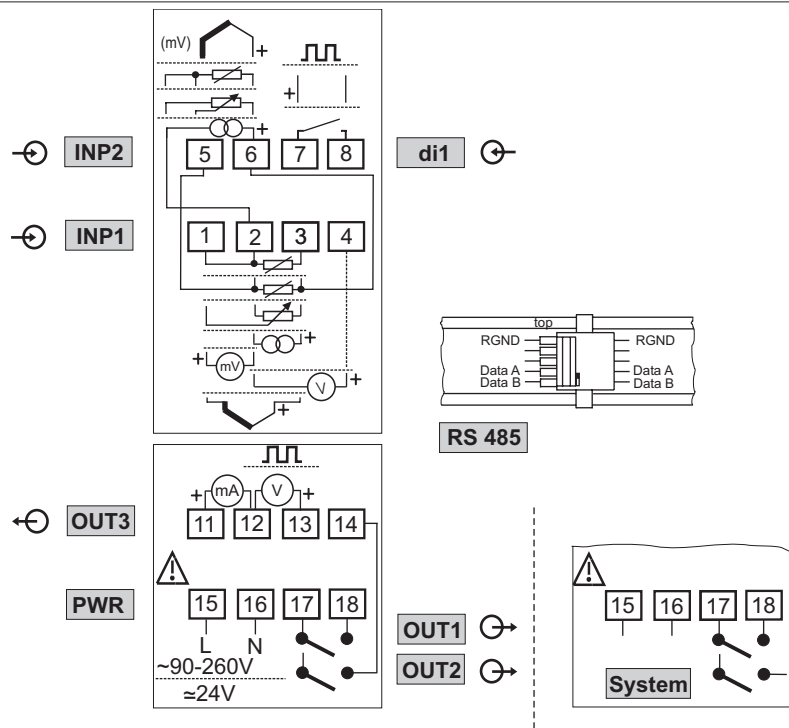 (mV)
+
+
+
INP2
5 6 7 8
di1
INP1
1 2 3 4
+
+ mV
V +
+
top
RGND RGND
Data A Data A
Data B Data B
RS 485
+ mA V +
OUT3
11 12 13 14
PWR
15 16 17 18
L N
~90-260V
≃24V
OUT1
OUT2
15 16 17 18
System